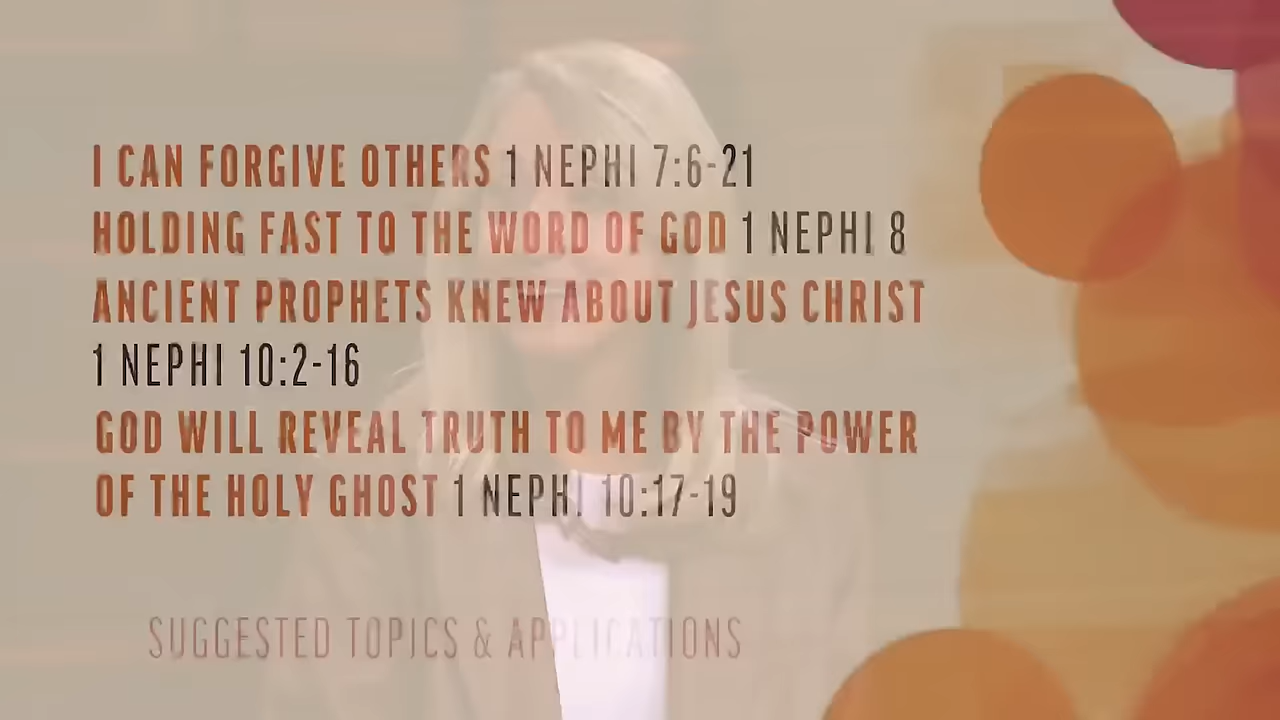 I CAN FORGIVE OTHERS 1 NEPHI 7:6-21
HOLDING FAST TO THE WORD OF GOD 1 NEPHI 8
ANCIENT PROPHETS KNEW ABOUT JESUS CHRIST
1 NEPHI 10:2-16
GOD WILL REVEAL TRUTH TO ME BY THE POWER
OF THE HOLY GHOST 1 NEPHI 10:17-19
SUGGESTED TOPICS & APPLICATIONS